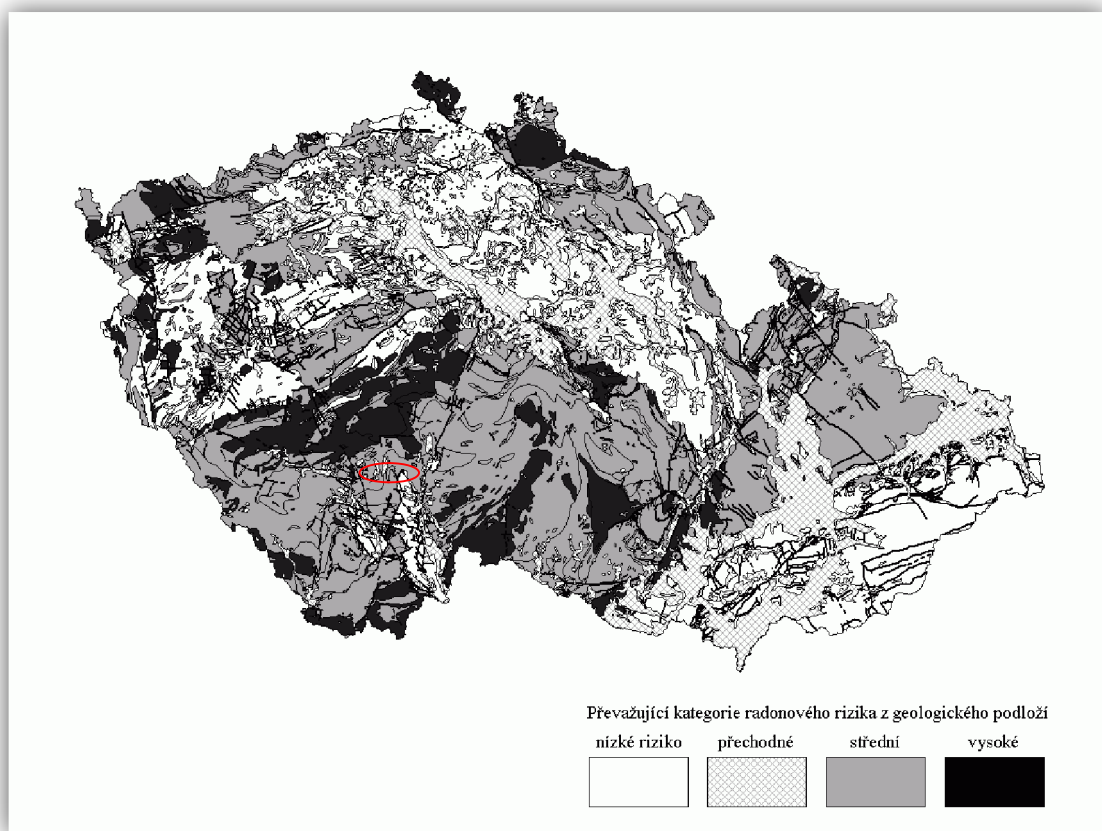 Převažující kategorie radonového rizika z geologického podloží
nízké riziko přechodné střední vysoké